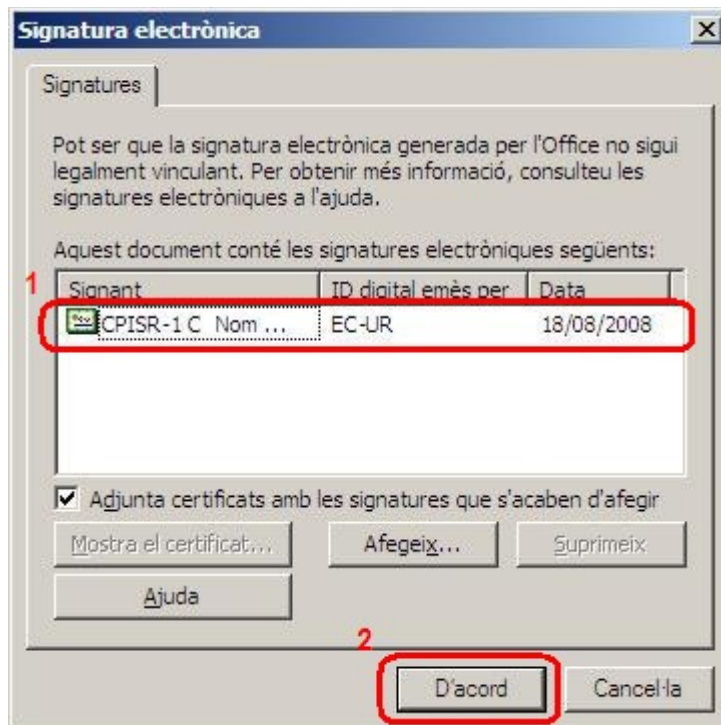 Signatura electrònica
Signatures
Pot ser que la signatura electrònica generada per l'Office no sigui
legalment vinculant. Per obtenir més informació, consulteu les
signatures electròniques a l'ajuda.
Aquest document conté les signatures electròniques següents:
1
Signant ID digital emès per Data
CPISR-1 C Nom ... EC-UR 18/08/2008
Adjunta certificats amb les signatures que s'acaben d'afegir
Mostra el certificat... Afegeix... Suprimeix
Ajuda
2
D'acord Cancel·la